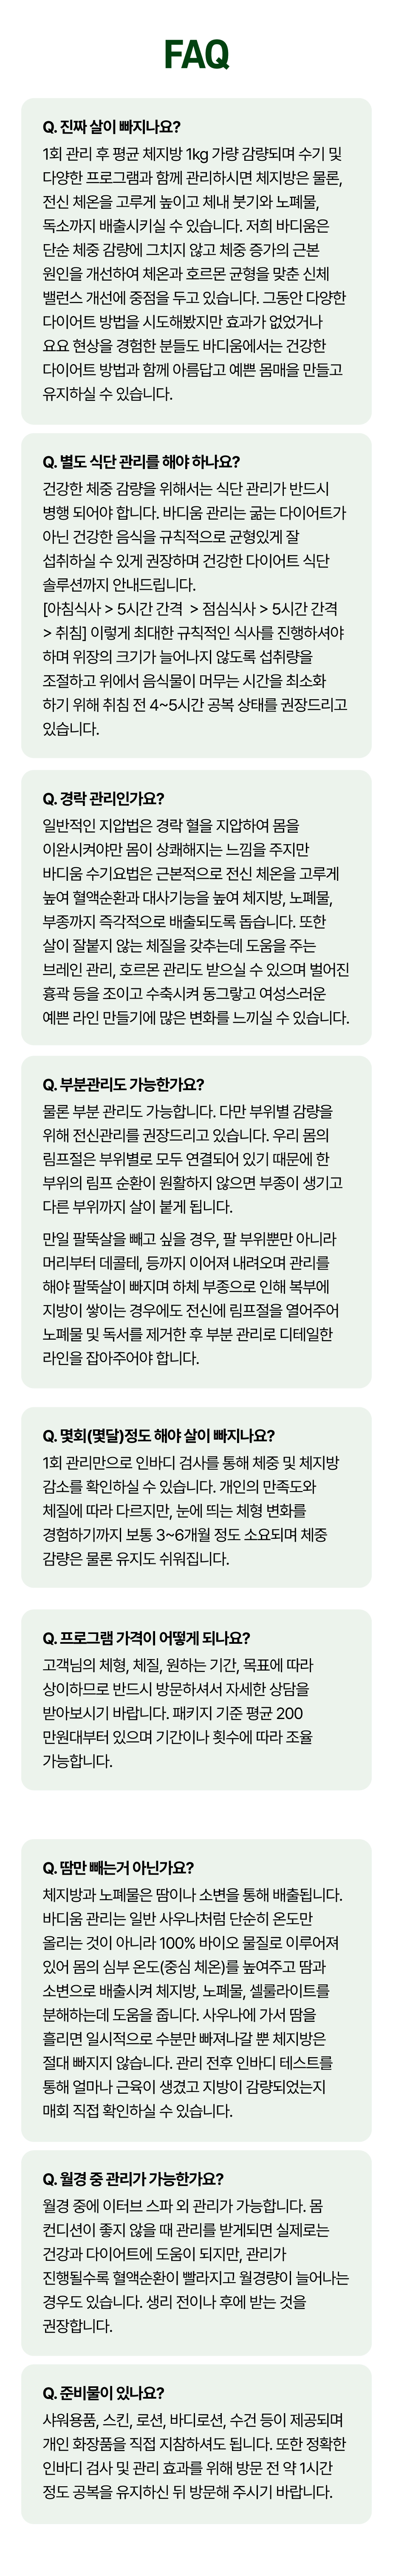 FAQ
Q. 진짜 살이 빠지나요?
1회 관리 후 평균 체지방 1kg 가량 감량되며 수기 및
다양한 프로그램과 함께 관리하시면 체지방은 물론,
전신 체온을 고루게 높이고 체내 붓기와 노폐물,
독소까지 배출시키실 수 있습니다. 저희 바디움은
단순 체중 감량에 그치지 않고 체중 증가의 근본
원인을 개선하여 체온과 호르몬 균형을 맞춘 신체
밸런스 개선에 중점을 두고 있습니다. 그동안 다양한
다이어트 방법을 시도해봤지만 효과가 없었거나
요요 현상을 경험한 분들도 바디움에서는 건강한
다이어트 방법과 함께 아름답고 예쁜 몸매을 만들고
유지하실 수 있습니다.
Q. 별도 식단 관리를 해야 하나요?
건강한 체중 감량을 위해서는 식단 관리가 반드시
병행 되어야 합니다. 바디움 관리는 굶는 다이어트가
아닌 건강한 음식을 규칙적으로 균형있게 잘
섭취하실 수 있게 권장하며 건강한 다이어트 식단
솔루션까지 안내드립니다.
[아침식사 > 5시간 간격 > 점심식사 > 5시간 간격
> 취침] 이렇게 최대한 규칙적인 식사를 진행하셔야
하며 위장의 크기가 늘어나지 않도록 섭취량을
조절하고 위에서 음식물이 머무는 시간을 최소화
하기 위해 취침 전 4~5시간 공복 상태를 권장드리고
있습니다.
Q. 경락 관리인가요?
일반적인 지압법은 경락 혈을 지압하여 몸을
이완시켜야만 몸이 상쾌해지는 느낌을 주지만
바디움 수기요법은 근본적으로 전신 체온을 고루게
높여 혈액순환과 대사기능을 높여 체지방, 노폐물,
부종까지 즉각적으로 배출되도록 돕습니다. 또한
살이 잘붙지 않는 체질을 갖추는데 도움을 주는
브레인 관리, 호르몬 관리도 받으실 수 있으며 벌어진
흉곽 등을 조이고 수축시켜 동그랗고 여성스러운
예쁜 라인 만들기에 많은 변화를 느끼실 수 있습니다.
Q. 부분관리도 가능한가요?
물론 부분 관리도 가능합니다. 다만 부위별 감량을
위해 전신관리를 권장드리고 있습니다. 우리 몸의
림프절은 부위별로 모두 연결되어 있기 때문에 한
부위의 림프 순환이 원활하지 않으면 부종이 생기고
다른 부위까지 살이 붙게 됩니다.
만일 팔뚝살을 빼고 싶을 경우, 팔 부위뿐만 아니라
머리부터 데콜테, 등까지 이어져 내려오며 관리를
해야 팔뚝살이 빠지며 하체 부종으로 인해 복부에
지방이 쌓이는 경우에도 전신에 림프절을 열어주어
노폐물 및 독서를 제거한 후 부분 관리로 디테일한
라인을 잡아주어야 합니다.
Q. 몇회(몇달)정도 해야 살이 빠지나요?
1회 관리만으로 인바디 검사를 통해 체중 및 체지방
감소를 확인하실 수 있습니다. 개인의 만족도와
체질에 따라 다르지만, 눈에 띄는 체형 변화를
경험하기까지 보통 3~6개월 정도 소요되며 체중
감량은 물론 유지도 쉬워집니다.
Q. 프로그램 가격이 어떻게 되나요?
고객님의 체형, 체질, 원하는 기간, 목표에 따라
상이하므로 반드시 방문하셔서 자세한 상담을
받아보시기 바랍니다. 패키지 기준 평균 200
만원대부터 있으며 기간이나 횟수에 따라 조율
가능합니다.
Q. 땀만 빼는거 아닌가요?
체지방과 노폐물은 땀이나 소변을 통해 배출됩니다.
바디움 관리는 일반 사우나처럼 단순히 온도만
올리는 것이 아니라 100% 바이오 물질로 이루어져
있어 몸의 심부 온도(중심 체온)를 높여주고 땀과
소변으로 배출시켜 체지방, 노폐물, 셀룰라이트를
분해하는데 도움을 줍니다. 사우나에 가서 땀을
흘리면 일시적으로 수분만 빠져나갈 뿐 체지방은
절대 빠지지 않습니다. 관리 전후 인바디 테스트를
통해 얼마나 근육이 생겼고 지방이 감량되었는지
매회 직접 확인하실 수 있습니다.
Q. 월경 중 관리가 가능한가요?
월경 중에 이터브 스파 외 관리가 가능합니다. 몸
컨디션이 좋지 않을 때 관리를 받게되면 실제로는
건강과 다이어트에 도움이 되지만, 관리가
진행될수록 혈액순환이 빨라지고 월경량이 늘어나는
경우도 있습니다. 생리 전이나 후에 받는 것을
권장합니다.
Q. 준비물이 있나요?
샤워용품, 스킨, 로션, 바디로션, 수건 등이 제공되며
개인 화장품을 직접 지참하셔도 됩니다. 또한 정확한
인바디 검사 및 관리 효과를 위해 방문 전 약 1시간
정도 공복을 유지하신 뒤 방문해 주시기 바랍니다.